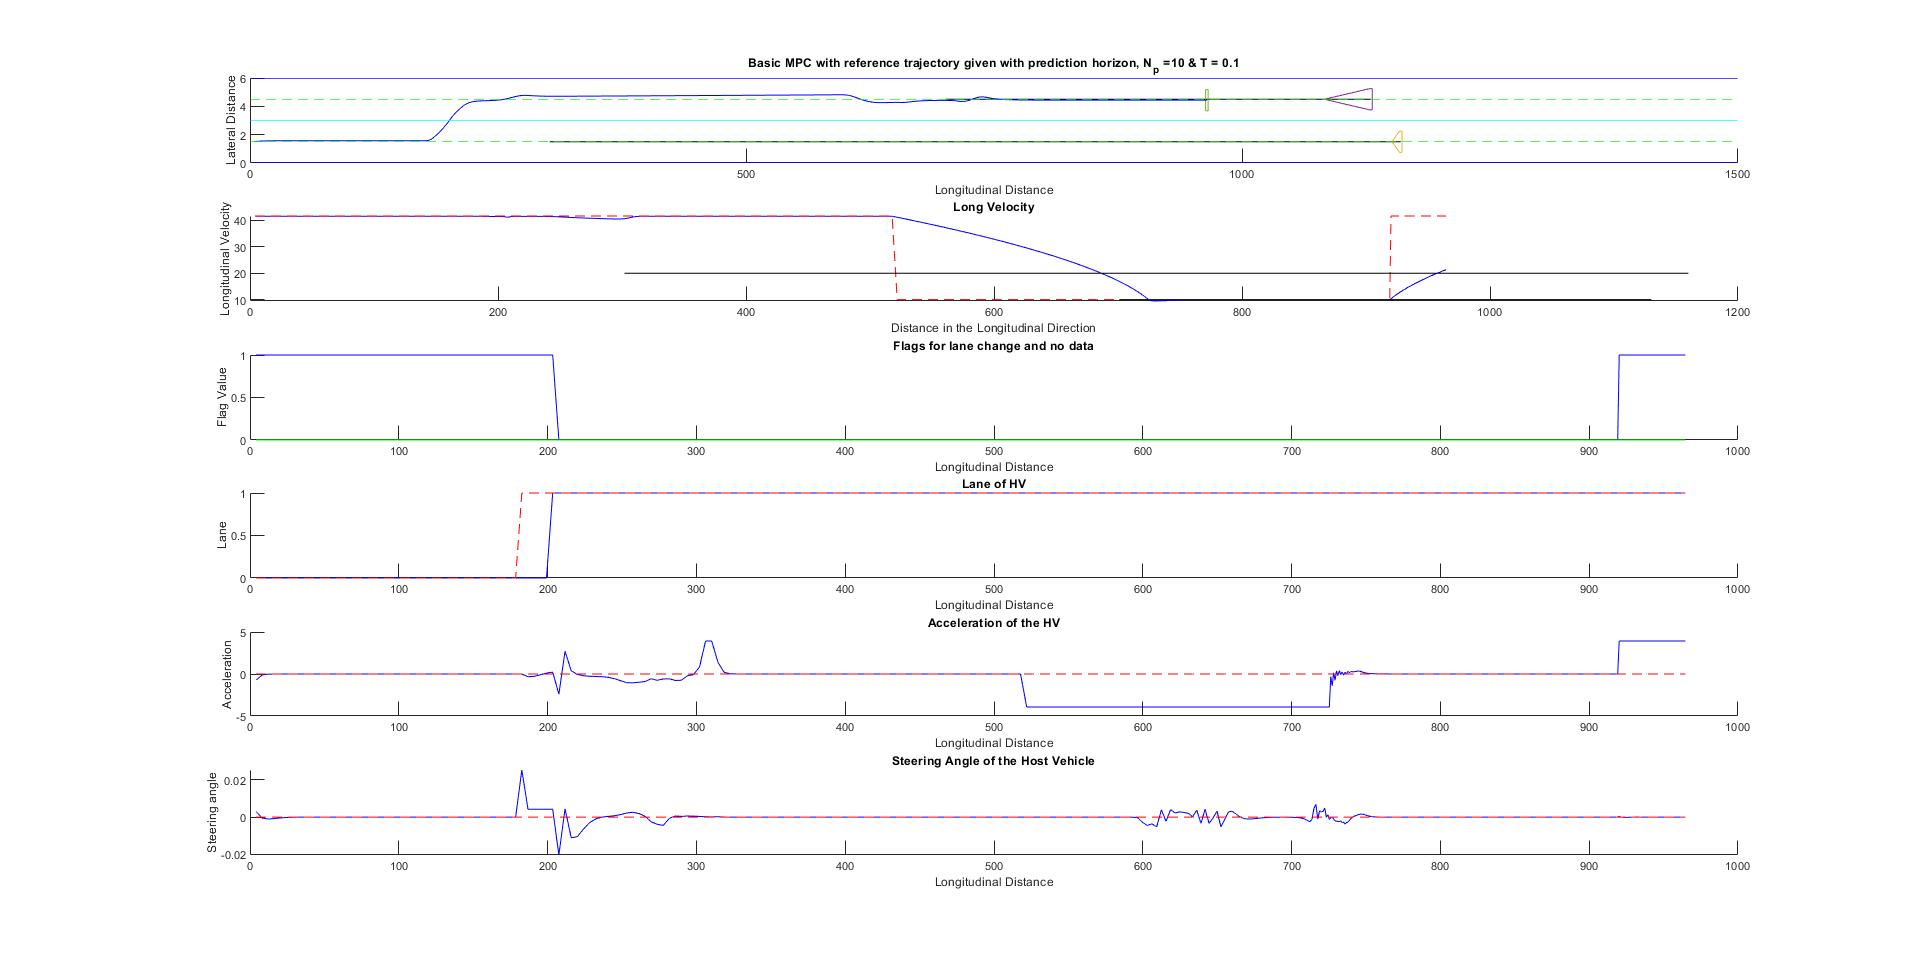 Basic MPC with reference trajectory given with prediction horizon, Np =10 & T = 0.1
Lateral Distance
6
4
2
0
0 500 1000 1500
Longitudinal Distance
Long Velocity
Longitudinal Velocity
40
30
20
10
0 200 400 600 800 1000 1200
Distance in the Longitudinal Direction
Flags for lane change and no data
Flag Value
1
0.5
0
0 100 200 300 400 500 600 700 800 900 1000
Longitudinal Distance
Lane of HV
Lane
1
0.5
0
0 100 200 300 400 500 600 700 800 900 1000
Longitudinal Distance
Acceleration of the HV
Acceleration
5
0
-5
0 100 200 300 400 500 600 700 800 900 1000
Longitudinal Distance
Steering Angle of the Host Vehicle
Steering angle
0.02
0
-0.02
0 100 200 300 400 500 600 700 800 900 1000
Longitudinal Distance